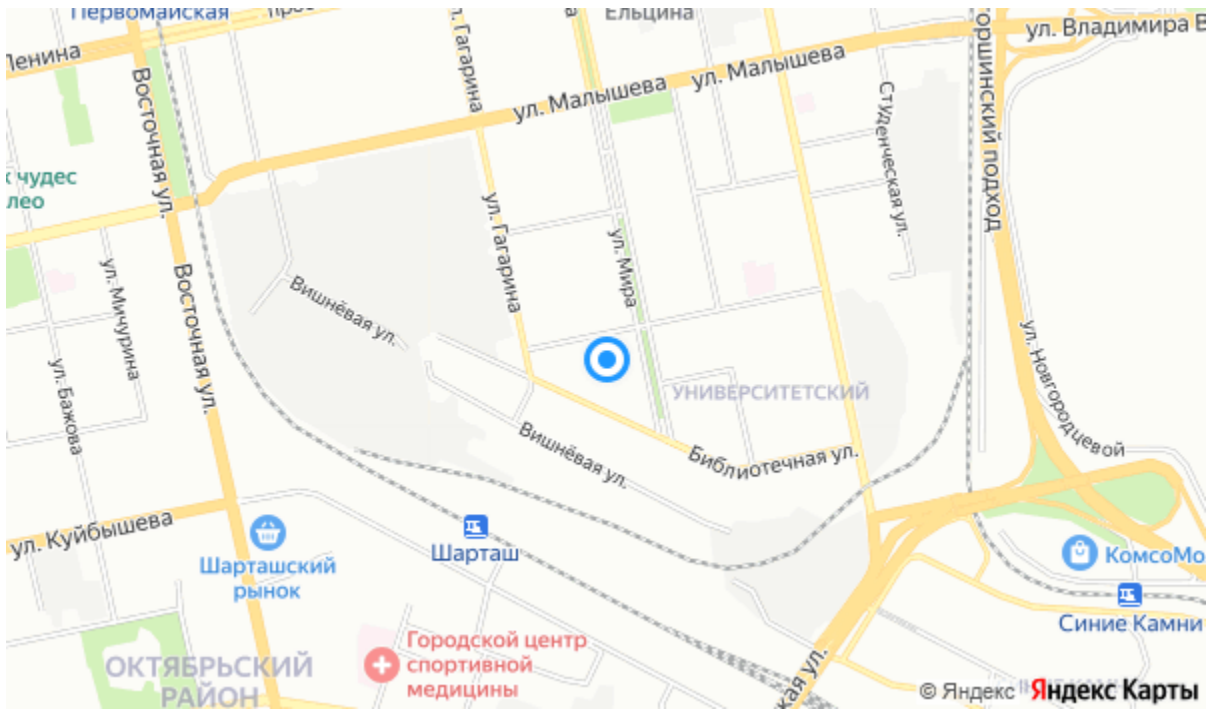 Первомайская
Ельцина
Ленина
ул. Гагарина
ул. Малышева
ул. Малышева
ул. Владимира В
Восточная ул.
Студенческая ул.
к чудес
лео
ул. Гагарина
ул. Мира
ул. Мичурина
Восточная ул.
Вишнёвая ул.
ул. Новгородцевой
ул. Бажова
УНИВЕРСИТЕТСКИЙ
Вишнёвая ул.
Библиотечная ул.
ул. Куйбышева
Шарташский
рынок
Шарташ
КомсоМо
Синие Камни
ОКТЯБРЬСКИЙ
РАЙОН
Городской центр
спортивной
медицины
кая ул.
© Яндекс
Яндекс Карты